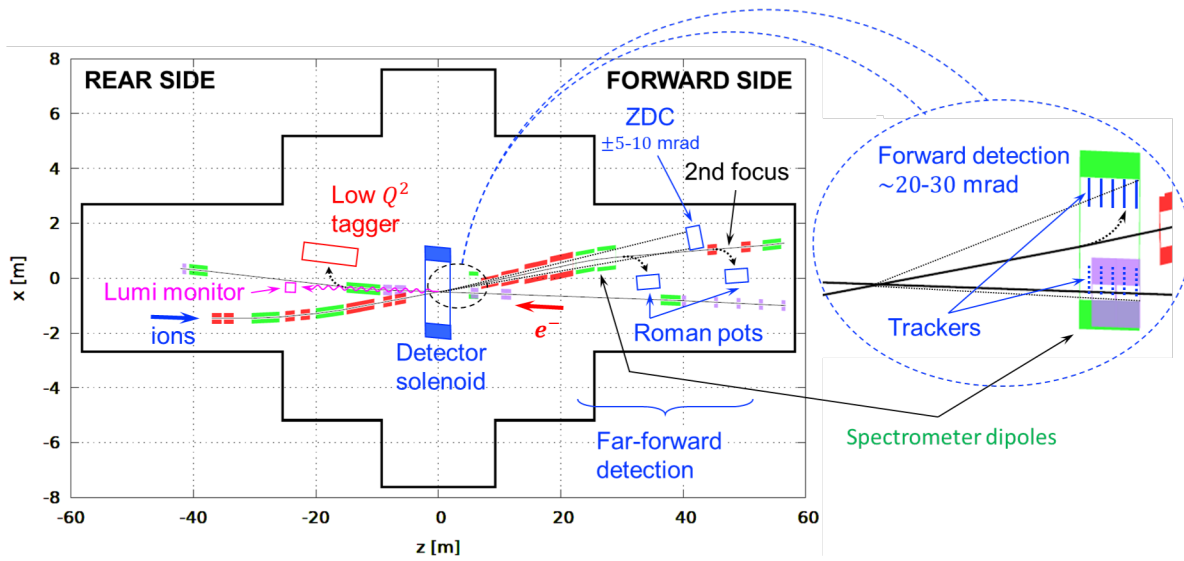 REAR SIDE
FORWARD SIDE
ZDC
±5-10 mrad
2nd focus
Low Q²
tagger
Lumi monitor
ions
e⁻
Detector
solenoid
Roman pots
Far-forward
detection
Forward detection
~20-30 mrad
Trackers
Spectrometer dipoles
x [m]
8
6
4
2
0
-2
-4
-6
-8
-60
-40
-20
0
20
40
60
z [m]